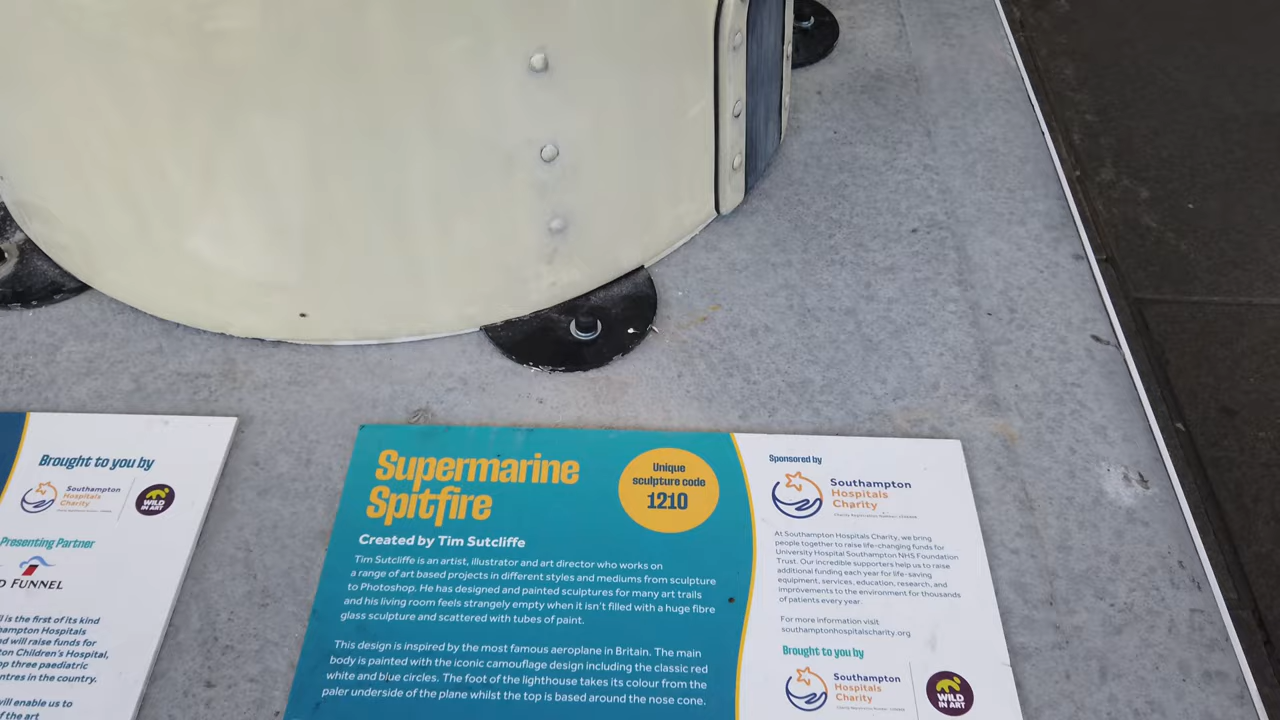 Brought to you by
Southampton
Hospitals
Charity
WILD
IN ART
Presenting Partner
D FUNNEL
l is the first of its kind
hampton Hospitals
nd will raise funds for
ton Children's Hospital,
op three paediatric
ntres in the country.
will enable us to
f the art
Supermarine
Spitfire
Unique
sculpture code
1210
Created by Tim Sutcliffe
Tim Sutcliffe is an artist, illustrator and art director who works on
a range of art based projects in different styles and mediums from sculpture
to Photoshop. He has designed and painted sculptures for many art trails
and his living room feels strangely empty when it isn't filled with a huge fibre
glass sculpture and scattered with tubes of paint.
This design is inspired by the most famous aeroplane in Britain. The main
body is painted with the iconic camouflage design including the classic red
white and blue circles. The foot of the lighthouse takes its colour from the
paler underside of the plane whilst the top is based around the nose cone.
Sponsored by
Southampton
Hospitals
Charity
At Southampton Hospitals Charity, we bring
people together to raise life-changing funds for
University Hospital Southampton NHS Foundation
Trust. Our incredible supporters help us to raise
additional funding each year for life-saving
equipment, services, education, research, and
improvements to the environment for thousands
of patients every year.
For more information visit
southamptonhospitalscharity.org
Brought to you by
Southampton
Hospitals
Charity
WILD
IN ART